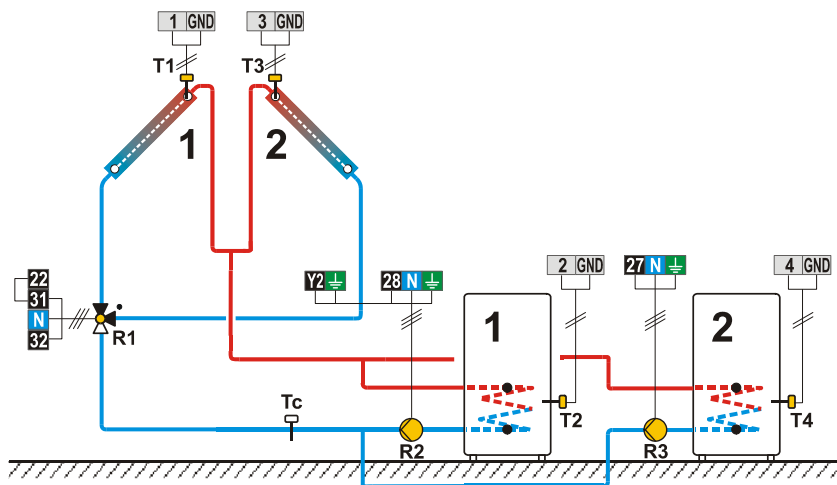 1 GND
3 GND
T1
T3
1
2
22
31
N
32
R1
Y2
28 N
2 GND
27 N
4 GND
1
2
Tc
R2
T2
R3
T4